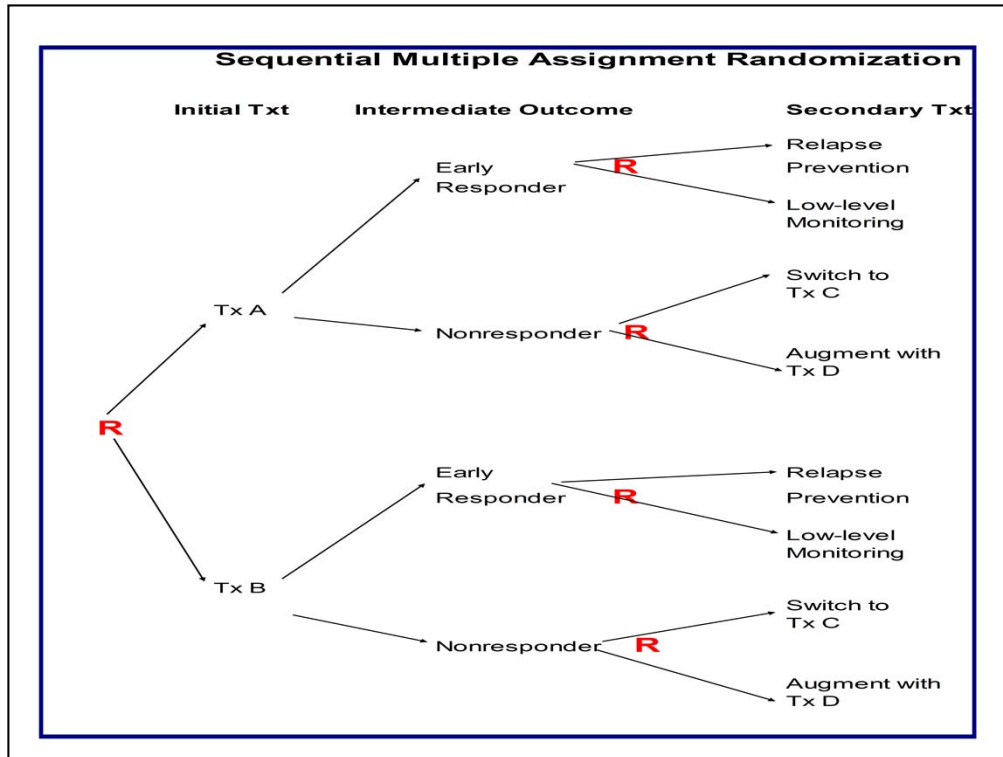 Sequential Multiple Assignment Randomization
Initial Txt Intermediate Outcome Secondary Txt
Early
Responder
R
Relapse
Prevention
Low-level
Monitoring
Tx A
Nonresponder
R
Switch to
Tx C
Augment with
Tx D
R
Early
Responder
R
Relapse
Prevention
Low-level
Monitoring
Tx B
Nonresponder
R
Switch to
Tx C
Augment with
Tx D